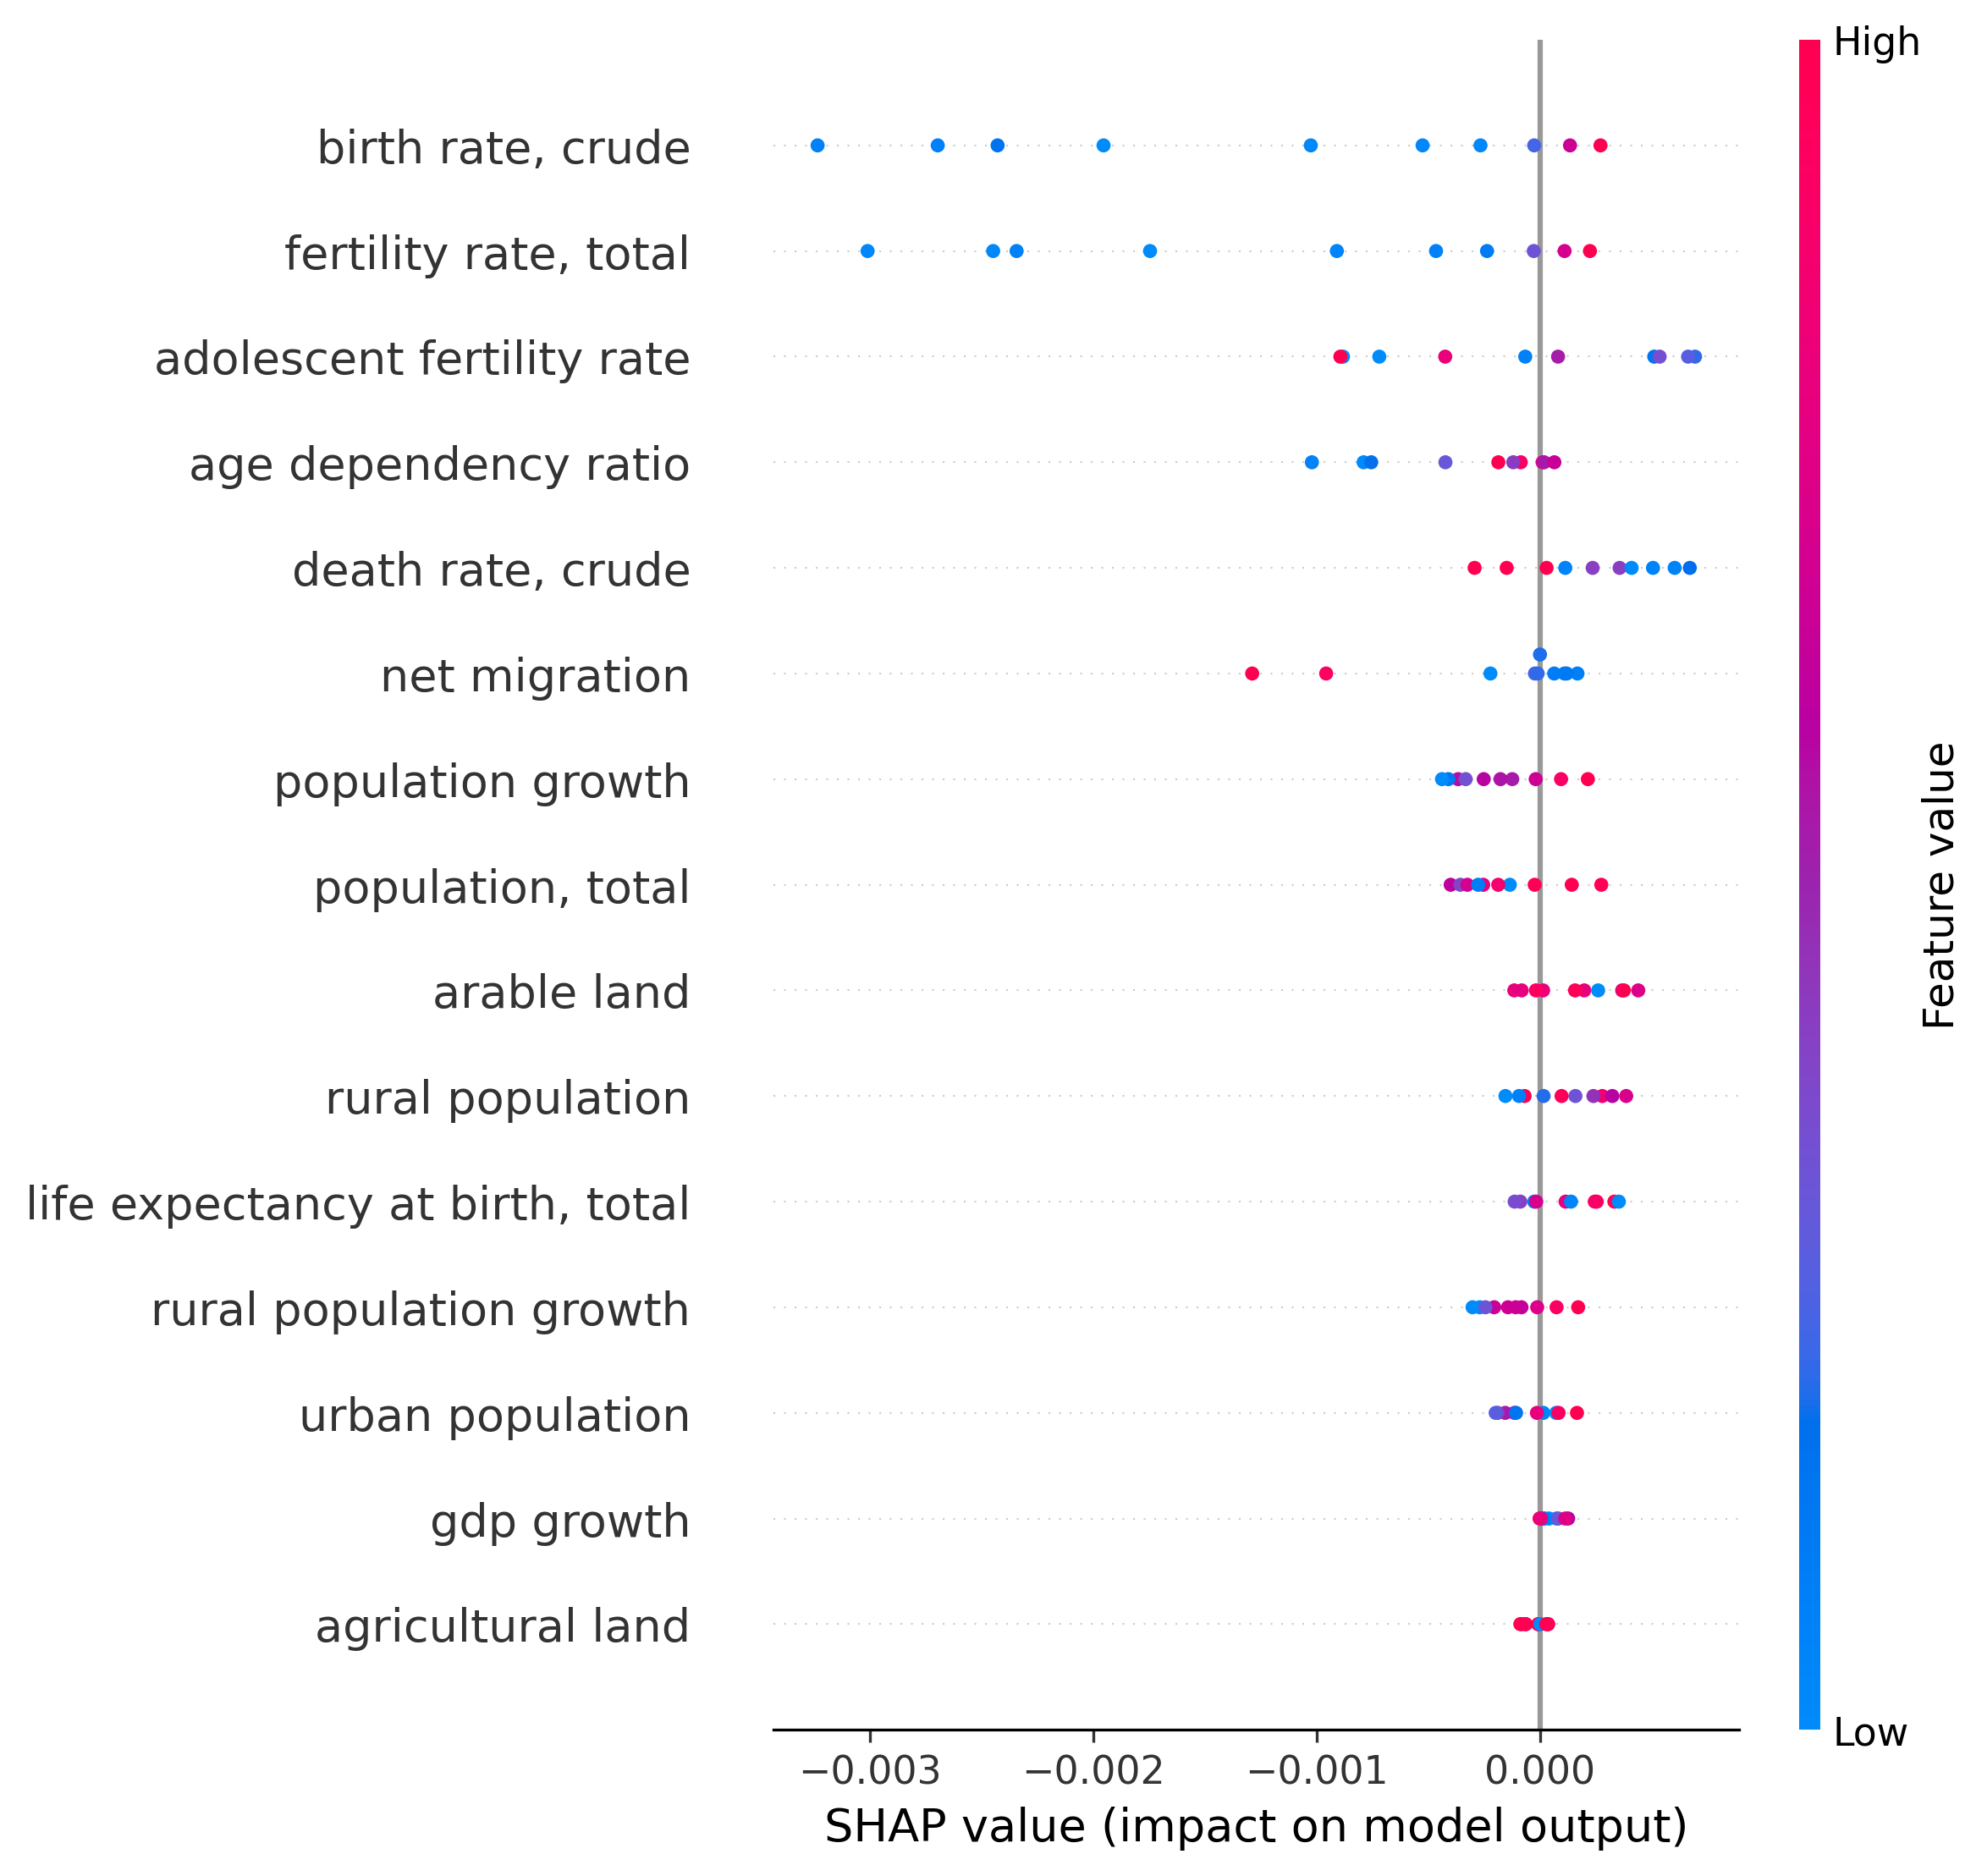 High
birth rate, crude
fertility rate, total
adolescent fertility rate
age dependency ratio
death rate, crude
net migration
population growth
population, total
arable land
rural population
life expectancy at birth, total
rural population growth
urban population
gdp growth
agricultural land
Feature value
Low
−0.003 −0.002 −0.001 0.000
SHAP value (impact on model output)